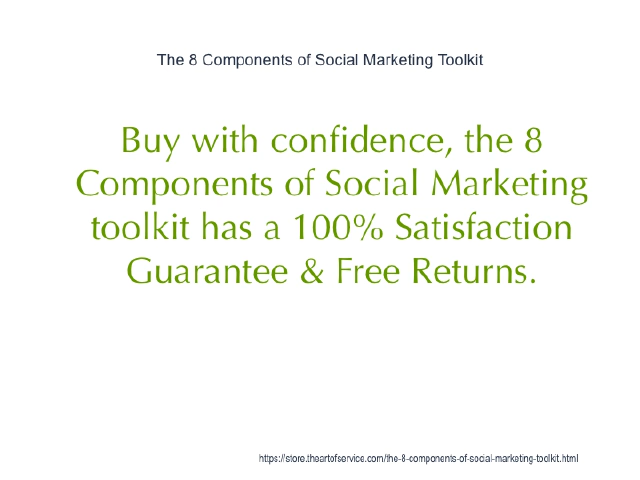 The 8 Components of Social Marketing Toolkit
Buy with confidence, the 8
Components of Social Marketing
toolkit has a 100% Satisfaction
Guarantee & Free Returns.
https://store.theartofservice.com/the-8-components-of-social-marketing-toolkit.html